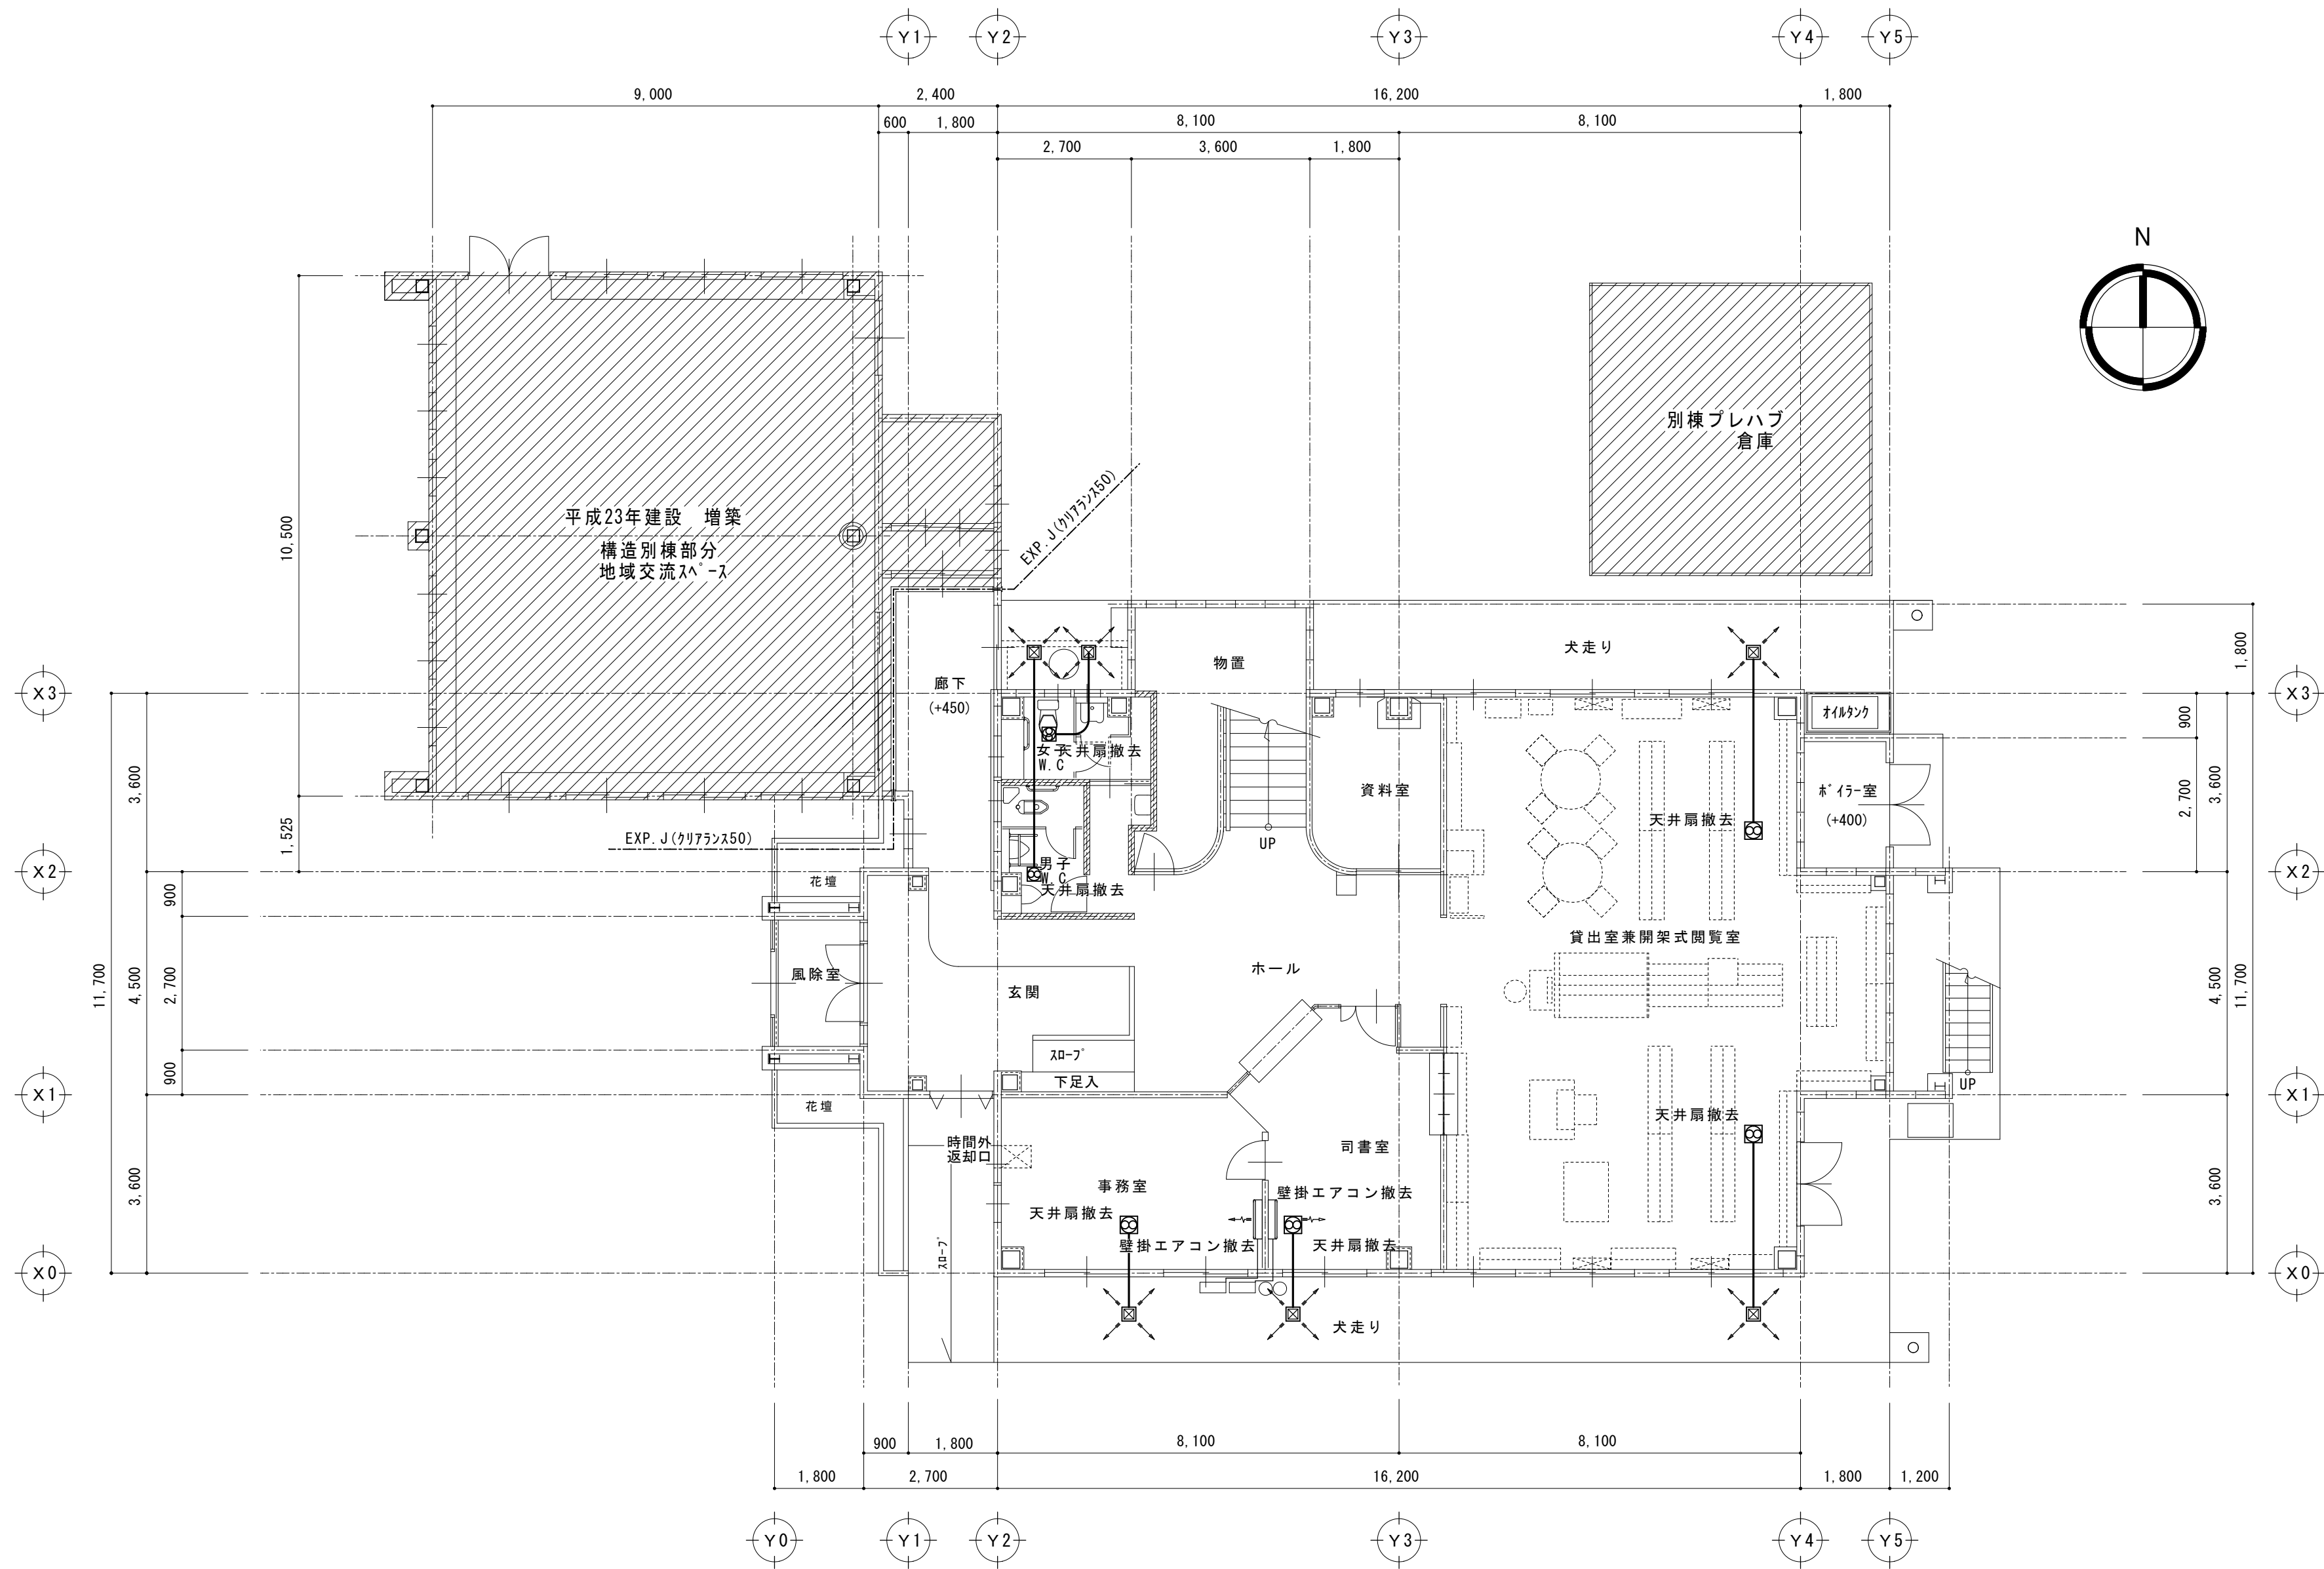 Y1 Y2 Y3 Y4 Y5
9,000 2,400 16,200 1,800
600 1,800 8,100 8,100
2,700 3,600 1,800
N
別棟プレハブ
倉庫
平成23年建設　増築
構造別棟部分
地域交流ｽﾍﾟｰｽ
EXP.J(ｸﾘｱﾗﾝｽ50)
10,500
1,525
犬走り
物置
廊下
(+450)
1,800
X3
X3
オイルタンク
900
女子
W.C
天井扇撤去
3,600
資料室
天井扇撤去
ﾎﾞｲﾗｰ室
(+400)
2,700
3,600
EXP.J(ｸﾘｱﾗﾝｽ50)
UP
男子
W.C
天井扇撤去
X2
X2
花壇
900
貸出室兼開架式閲覧室
ホール
風除室
玄関
11,700
4,500
2,700
4,500
11,700
ｽﾛｰﾌﾟ
下足入
900
UP
X1
X1
花壇
天井扇撤去
時間外
返却口
司書室
事務室
壁掛エアコン撤去
3,600
3,600
天井扇撤去
壁掛エアコン撤去
天井扇撤去
ｽﾛｰﾌﾟ
X0
X0
犬走り
900 1,800 8,100 8,100
1,800 2,700 16,200 1,800 1,200
Y0 Y1 Y2 Y3 Y4 Y5